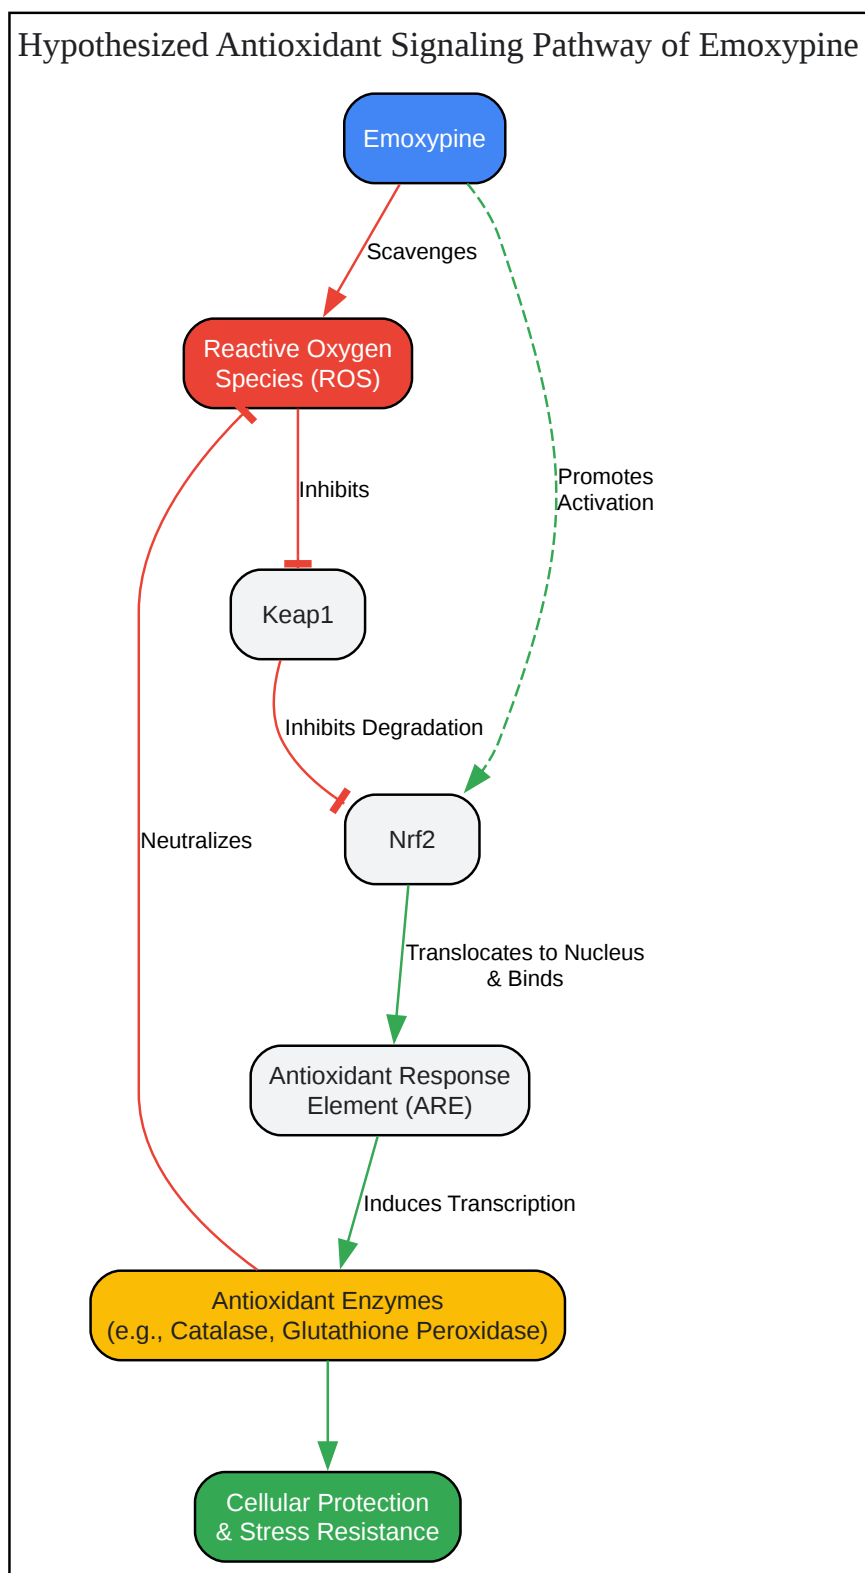 Hypothesized Antioxidant Signaling Pathway of Emoxypine
Emoxypine
Scavenges
Reactive Oxygen
Species (ROS)
Inhibits
Promotes
Activation
Keap1
Inhibits Degradation
Nrf2
Neutralizes
Translocates to Nucleus
& Binds
Antioxidant Response
Element (ARE)
Induces Transcription
Antioxidant Enzymes
(e.g., Catalase, Glutathione Peroxidase)
Cellular Protection
& Stress Resistance